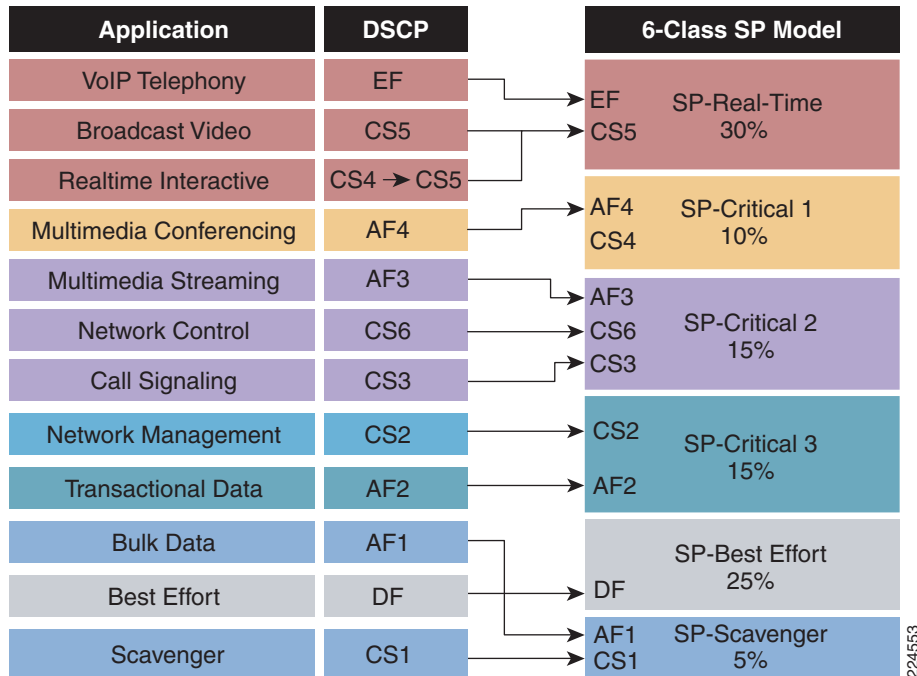 Application DSCP 6-Class SP Model
VoIP Telephony EF
EF SP-Real-Time
30%
Broadcast Video CS5 CS5
Realtime Interactive CS4 → CS5
Multimedia Conferencing AF4 AF4 SP-Critical 1
CS4 10%
Multimedia Streaming AF3 AF3
Network Control CS6 CS6 SP-Critical 2
15%
Call Signaling CS3 CS3
Network Management CS2 CS2 SP-Critical 3
15%
Transactional Data AF2 AF2
Bulk Data AF1 SP-Best Effort
25%
Best Effort DF DF
AF1 SP-Scavenger
Scavenger CS1 CS1 5%
224553